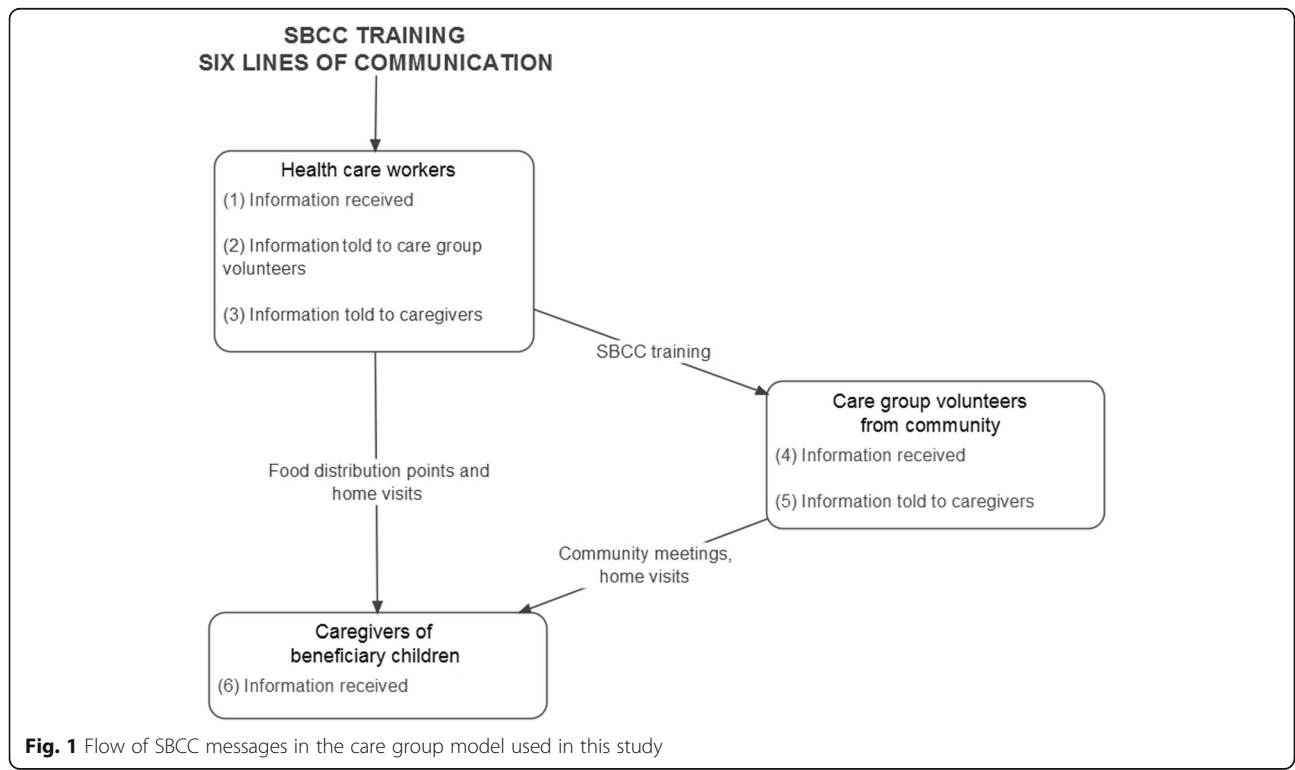 SBCC TRAINING
SIX LINES OF COMMUNICATION
Health care workers
(1) Information received
(2) Information told to care group
volunteers
(3) Information told to caregivers
SBCC training
Care group volunteers
from community
(4) Information received
(5) Information told to caregivers
Food distribution points and
home visits
Community meetings,
home visits
Caregivers of
beneficiary children
(6) Information received
Fig. 1 Flow of SBCC messages in the care group model used in this study